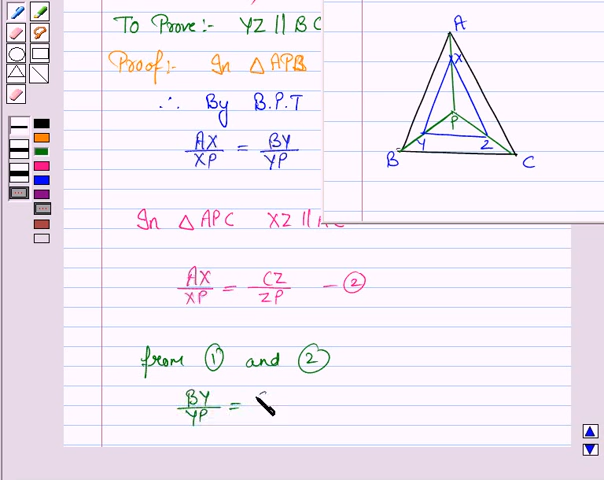 To Prove:- YZ || BC
Proof:- In △APB
∴ By B.P.T
AX/XP = BY/YP
In △APC XZ ||
AX/XP = CZ/ZP - ②
from ① and ②
BY/YP =
A
X
P
B
Y
Z
C